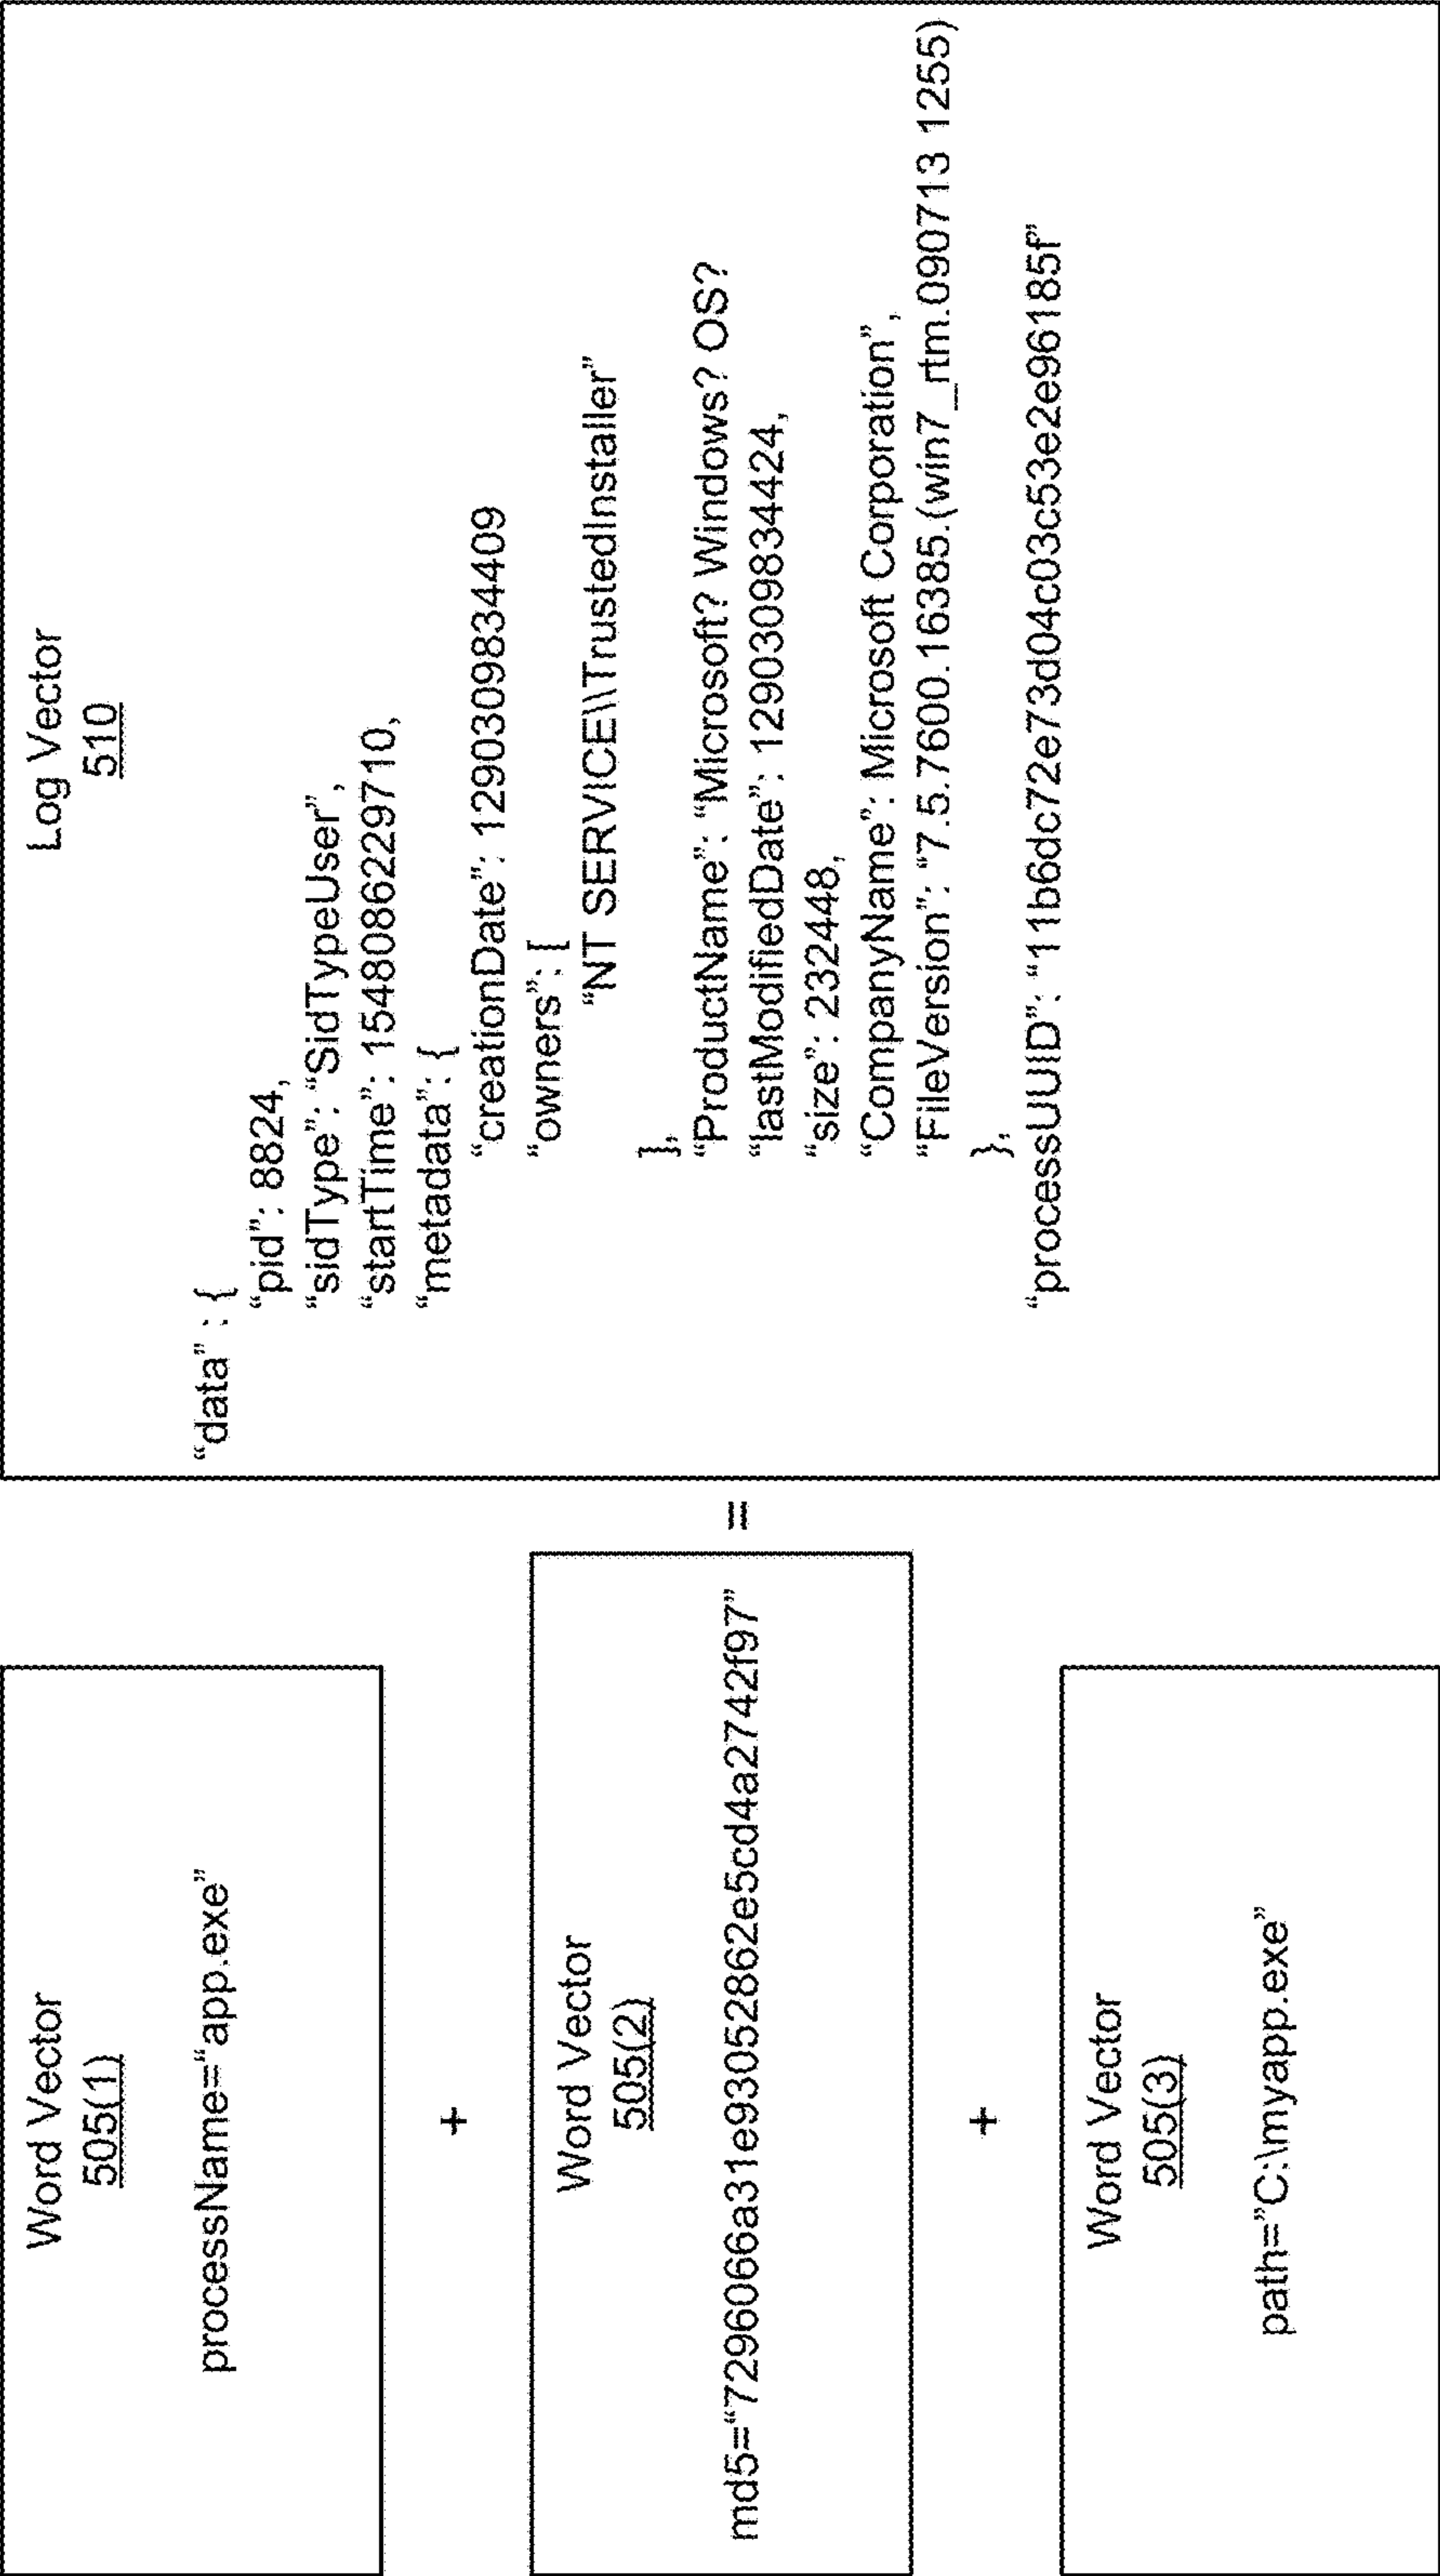 Word Vector
505(1)
processName=“app.exe”
+
Word Vector
505(2)
md5=“7296066a31e93052862e5cd4a2742f97”
+
Word Vector
505(3)
path=”C:\myapp.exe”
=
Log Vector
510
“data” : {
“pid”: 8824,
“sidType”: “SidTypeUser”,
“startTime”: 1548086229710,
“metadata”: {
“creationDate”: 1290309834409
“owners”: [
“NT SERVICE\\TrustedInstaller”
],
“ProductName”: “Microsoft? Windows? OS?
“lastModifiedDate”: 1290309834424,
“size”: 232448,
“CompanyName”: Microsoft Corporation”,
“FileVersion”: “7.5.7600.16385.(win7_rtm.090713 1255)
},
“processUUID”: “11b6dc72e73d04c03c53e2e96185f”